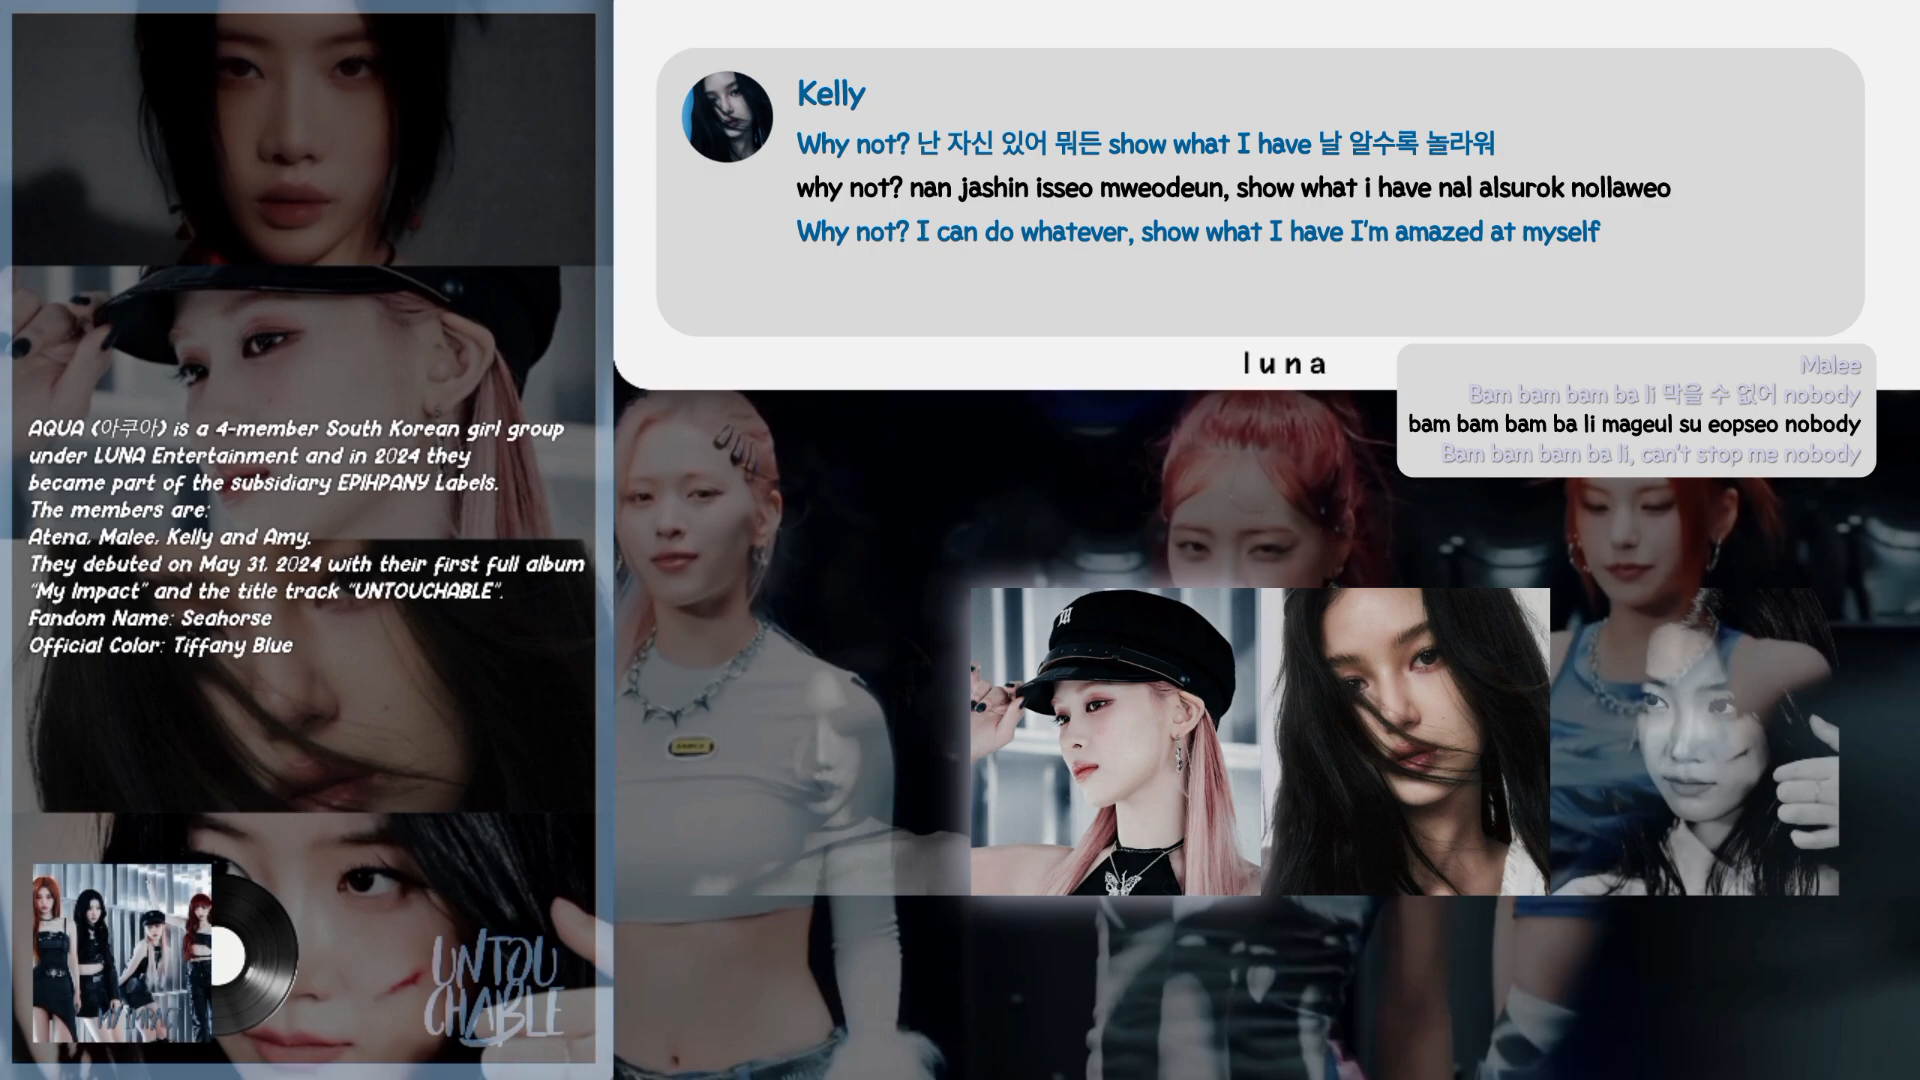 Kelly
Why not? 난 자신 있어 뭐든 show what I have 날 알수록 놀라워
why not? nan jashin isseo mweodeun, show what i have nal alsurok nollaweo
Why not? I can do whatever, show what I have I'm amazed at myself
luna
Malee
Bam bam bam ba li 막을 수 없어 nobody
bam bam bam ba li mageul su eopseo nobody
Bam bam bam ba li, can't stop me nobody
AQUA (아쿠아) is a 4-member South Korean girl group
under LUNA Entertainment and in 2024 they
became part of the subsidiary EPIHPANY Labels.
The members are:
Atena, Malee, Kelly and Amy.
They debuted on May 31, 2024 with their first full album
"My Impact" and the title track "UNTOUCHABLE".
Fandom Name: Seahorse
Official Color: Tiffany Blue
MY IMPACT
UNTOU
CHABLE